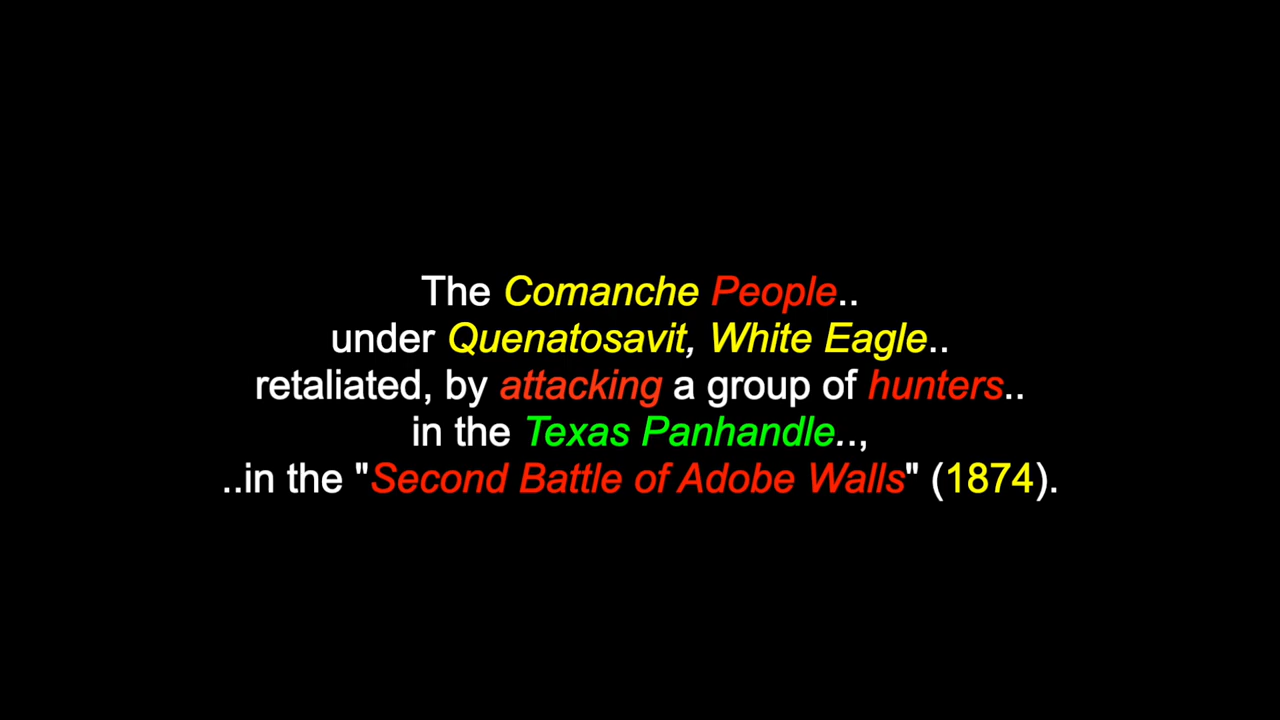 The Comanche People..
under Quenatosavit, White Eagle..
retaliated, by attacking a group of hunters..
in the Texas Panhandle..,
..in the "Second Battle of Adobe Walls" (1874).